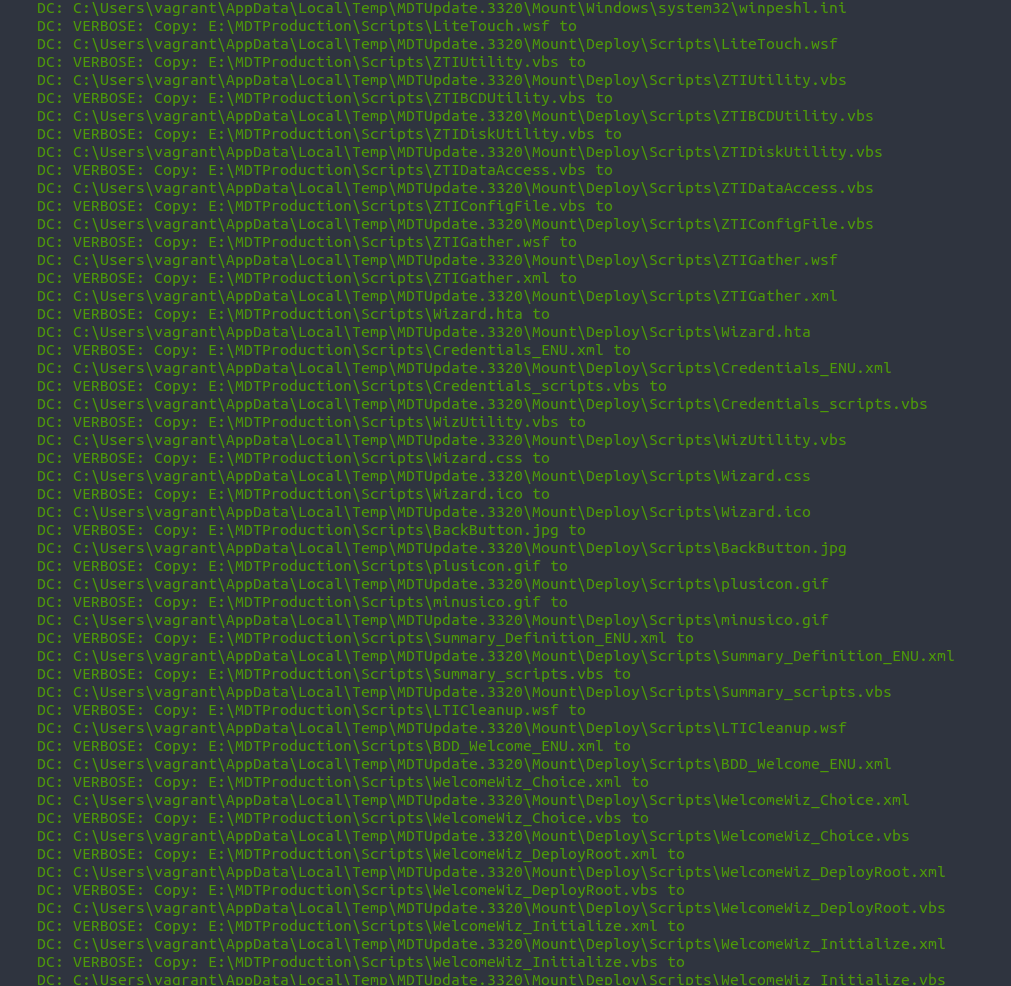 DC: C:\Users\vagrant\AppData\Local\Temp\MDTUpdate.3320\Mount\Windows\system32\winpeshl.ini
DC: VERBOSE: Copy: E:\MDTProduction\Scripts\LiteTouch.wsf to
DC: C:\Users\vagrant\AppData\Local\Temp\MDTUpdate.3320\Mount\Deploy\Scripts\LiteTouch.wsf
DC: VERBOSE: Copy: E:\MDTProduction\Scripts\ZTIUtility.vbs to
DC: C:\Users\vagrant\AppData\Local\Temp\MDTUpdate.3320\Mount\Deploy\Scripts\ZTIUtility.vbs
DC: VERBOSE: Copy: E:\MDTProduction\Scripts\ZTIBCDUtility.vbs to
DC: C:\Users\vagrant\AppData\Local\Temp\MDTUpdate.3320\Mount\Deploy\Scripts\ZTIBCDUtility.vbs
DC: VERBOSE: Copy: E:\MDTProduction\Scripts\ZTIDiskUtility.vbs to
DC: C:\Users\vagrant\AppData\Local\Temp\MDTUpdate.3320\Mount\Deploy\Scripts\ZTIDiskUtility.vbs
DC: VERBOSE: Copy: E:\MDTProduction\Scripts\ZTIDataAccess.vbs to
DC: C:\Users\vagrant\AppData\Local\Temp\MDTUpdate.3320\Mount\Deploy\Scripts\ZTIDataAccess.vbs
DC: VERBOSE: Copy: E:\MDTProduction\Scripts\ZTIConfigFile.vbs to
DC: C:\Users\vagrant\AppData\Local\Temp\MDTUpdate.3320\Mount\Deploy\Scripts\ZTIConfigFile.vbs
DC: VERBOSE: Copy: E:\MDTProduction\Scripts\ZTIGather.wsf to
DC: C:\Users\vagrant\AppData\Local\Temp\MDTUpdate.3320\Mount\Deploy\Scripts\ZTIGather.wsf
DC: VERBOSE: Copy: E:\MDTProduction\Scripts\ZTIGather.xml to
DC: C:\Users\vagrant\AppData\Local\Temp\MDTUpdate.3320\Mount\Deploy\Scripts\ZTIGather.xml
DC: VERBOSE: Copy: E:\MDTProduction\Scripts\Wizard.hta to
DC: C:\Users\vagrant\AppData\Local\Temp\MDTUpdate.3320\Mount\Deploy\Scripts\Wizard.hta
DC: VERBOSE: Copy: E:\MDTProduction\Scripts\Credentials_ENU.xml to
DC: C:\Users\vagrant\AppData\Local\Temp\MDTUpdate.3320\Mount\Deploy\Scripts\Credentials_ENU.xml
DC: VERBOSE: Copy: E:\MDTProduction\Scripts\Credentials_scripts.vbs to
DC: C:\Users\vagrant\AppData\Local\Temp\MDTUpdate.3320\Mount\Deploy\Scripts\Credentials_scripts.vbs
DC: VERBOSE: Copy: E:\MDTProduction\Scripts\WizUtility.vbs to
DC: C:\Users\vagrant\AppData\Local\Temp\MDTUpdate.3320\Mount\Deploy\Scripts\WizUtility.vbs
DC: VERBOSE: Copy: E:\MDTProduction\Scripts\Wizard.css to
DC: C:\Users\vagrant\AppData\Local\Temp\MDTUpdate.3320\Mount\Deploy\Scripts\Wizard.css
DC: VERBOSE: Copy: E:\MDTProduction\Scripts\Wizard.ico to
DC: C:\Users\vagrant\AppData\Local\Temp\MDTUpdate.3320\Mount\Deploy\Scripts\Wizard.ico
DC: VERBOSE: Copy: E:\MDTProduction\Scripts\BackButton.jpg to
DC: C:\Users\vagrant\AppData\Local\Temp\MDTUpdate.3320\Mount\Deploy\Scripts\BackButton.jpg
DC: VERBOSE: Copy: E:\MDTProduction\Scripts\plusicon.gif to
DC: C:\Users\vagrant\AppData\Local\Temp\MDTUpdate.3320\Mount\Deploy\Scripts\plusicon.gif
DC: VERBOSE: Copy: E:\MDTProduction\Scripts\minusico.gif to
DC: C:\Users\vagrant\AppData\Local\Temp\MDTUpdate.3320\Mount\Deploy\Scripts\minusico.gif
DC: VERBOSE: Copy: E:\MDTProduction\Scripts\Summary_Definition_ENU.xml to
DC: C:\Users\vagrant\AppData\Local\Temp\MDTUpdate.3320\Mount\Deploy\Scripts\Summary_Definition_ENU.xml
DC: VERBOSE: Copy: E:\MDTProduction\Scripts\Summary_scripts.vbs to
DC: C:\Users\vagrant\AppData\Local\Temp\MDTUpdate.3320\Mount\Deploy\Scripts\Summary_scripts.vbs
DC: VERBOSE: Copy: E:\MDTProduction\Scripts\LTICleanup.wsf to
DC: C:\Users\vagrant\AppData\Local\Temp\MDTUpdate.3320\Mount\Deploy\Scripts\LTICleanup.wsf
DC: VERBOSE: Copy: E:\MDTProduction\Scripts\BDD_Welcome_ENU.xml to
DC: C:\Users\vagrant\AppData\Local\Temp\MDTUpdate.3320\Mount\Deploy\Scripts\BDD_Welcome_ENU.xml
DC: VERBOSE: Copy: E:\MDTProduction\Scripts\WelcomeWiz_Choice.xml to
DC: C:\Users\vagrant\AppData\Local\Temp\MDTUpdate.3320\Mount\Deploy\Scripts\WelcomeWiz_Choice.xml
DC: VERBOSE: Copy: E:\MDTProduction\Scripts\WelcomeWiz_Choice.vbs to
DC: C:\Users\vagrant\AppData\Local\Temp\MDTUpdate.3320\Mount\Deploy\Scripts\WelcomeWiz_Choice.vbs
DC: VERBOSE: Copy: E:\MDTProduction\Scripts\WelcomeWiz_DeployRoot.xml to
DC: C:\Users\vagrant\AppData\Local\Temp\MDTUpdate.3320\Mount\Deploy\Scripts\WelcomeWiz_DeployRoot.xml
DC: VERBOSE: Copy: E:\MDTProduction\Scripts\WelcomeWiz_DeployRoot.vbs to
DC: C:\Users\vagrant\AppData\Local\Temp\MDTUpdate.3320\Mount\Deploy\Scripts\WelcomeWiz_DeployRoot.vbs
DC: VERBOSE: Copy: E:\MDTProduction\Scripts\WelcomeWiz_Initialize.xml to
DC: C:\Users\vagrant\AppData\Local\Temp\MDTUpdate.3320\Mount\Deploy\Scripts\WelcomeWiz_Initialize.xml
DC: VERBOSE: Copy: E:\MDTProduction\Scripts\WelcomeWiz_Initialize.vbs to
DC: C:\Users\vagrant\AppData\Local\Temp\MDTUpdate.3320\Mount\Deploy\Scripts\WelcomeWiz_Initialize.vbs